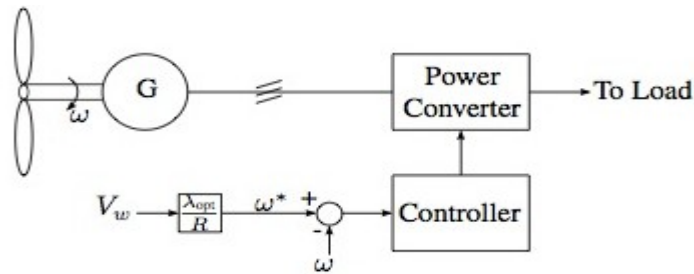 G
ω
Power
Converter
To Load
V_w
λ_opt
R
ω*
+
-
ω
Controller